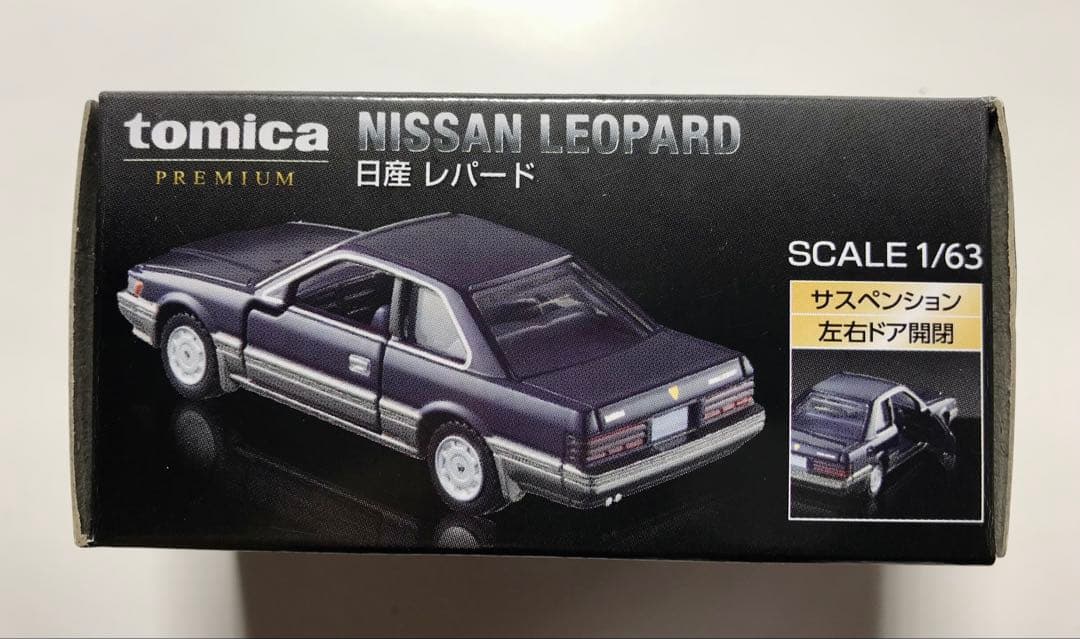 tomica
PREMIUM
NISSAN LEOPARD
日産 レパード
SCALE 1/63
サスペンション
左右ドア開閉